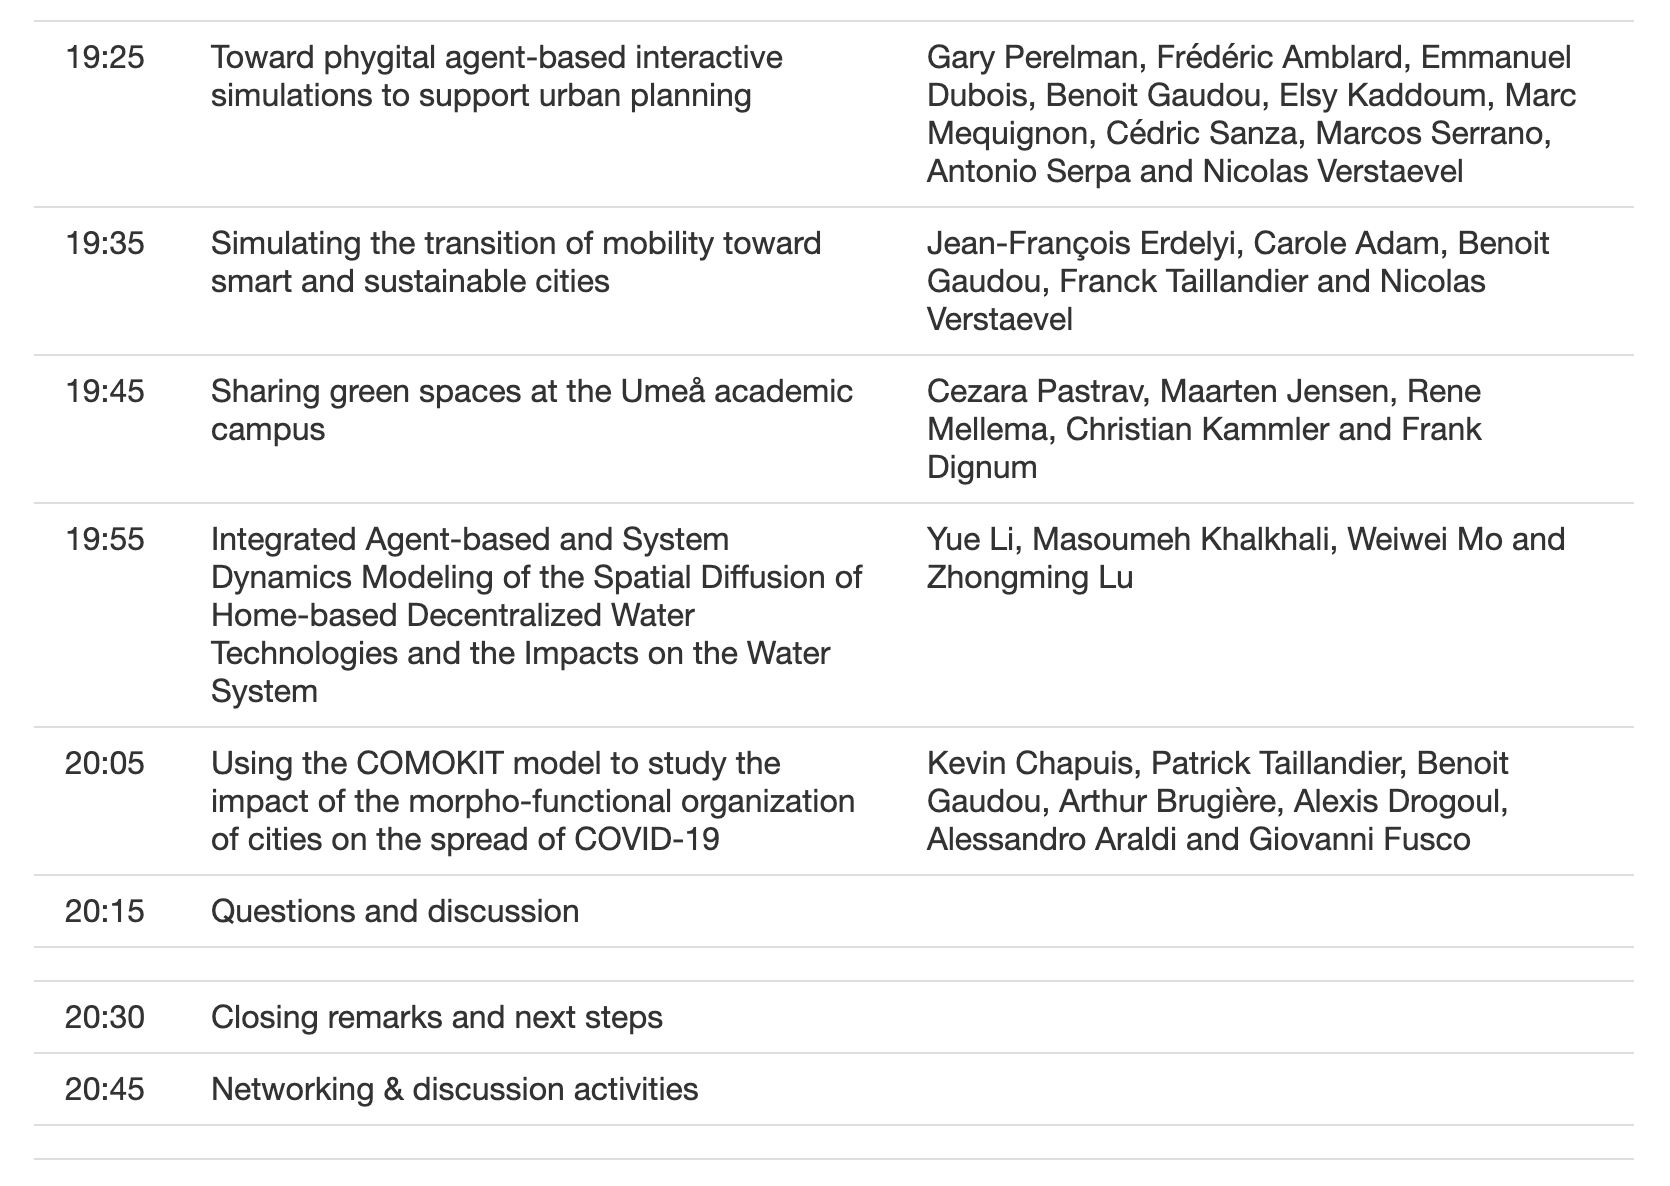 19:25 Toward phygital agent-based interactive Gary Perelman, Frédéric Amblard, Emmanuel
simulations to support urban planning Dubois, Benoit Gaudou, Elsy Kaddoum, Marc
Mequignon, Cédric Sanza, Marcos Serrano,
Antonio Serpa and Nicolas Verstaevel
19:35 Simulating the transition of mobility toward Jean-François Erdelyi, Carole Adam, Benoit
smart and sustainable cities Gaudou, Franck Taillandier and Nicolas
Verstaevel
19:45 Sharing green spaces at the Umeå academic Cezara Pastrav, Maarten Jensen, Rene
campus Mellema, Christian Kammler and Frank
Dignum
19:55 Integrated Agent-based and System Yue Li, Masoumeh Khalkhali, Weiwei Mo and
Dynamics Modeling of the Spatial Diffusion of Zhongming Lu
Home-based Decentralized Water
Technologies and the Impacts on the Water
System
20:05 Using the COMOKIT model to study the Kevin Chapuis, Patrick Taillandier, Benoit
impact of the morpho-functional organization Gaudou, Arthur Brugière, Alexis Drogoul,
of cities on the spread of COVID-19 Alessandro Araldi and Giovanni Fusco
20:15 Questions and discussion
20:30 Closing remarks and next steps
20:45 Networking & discussion activities